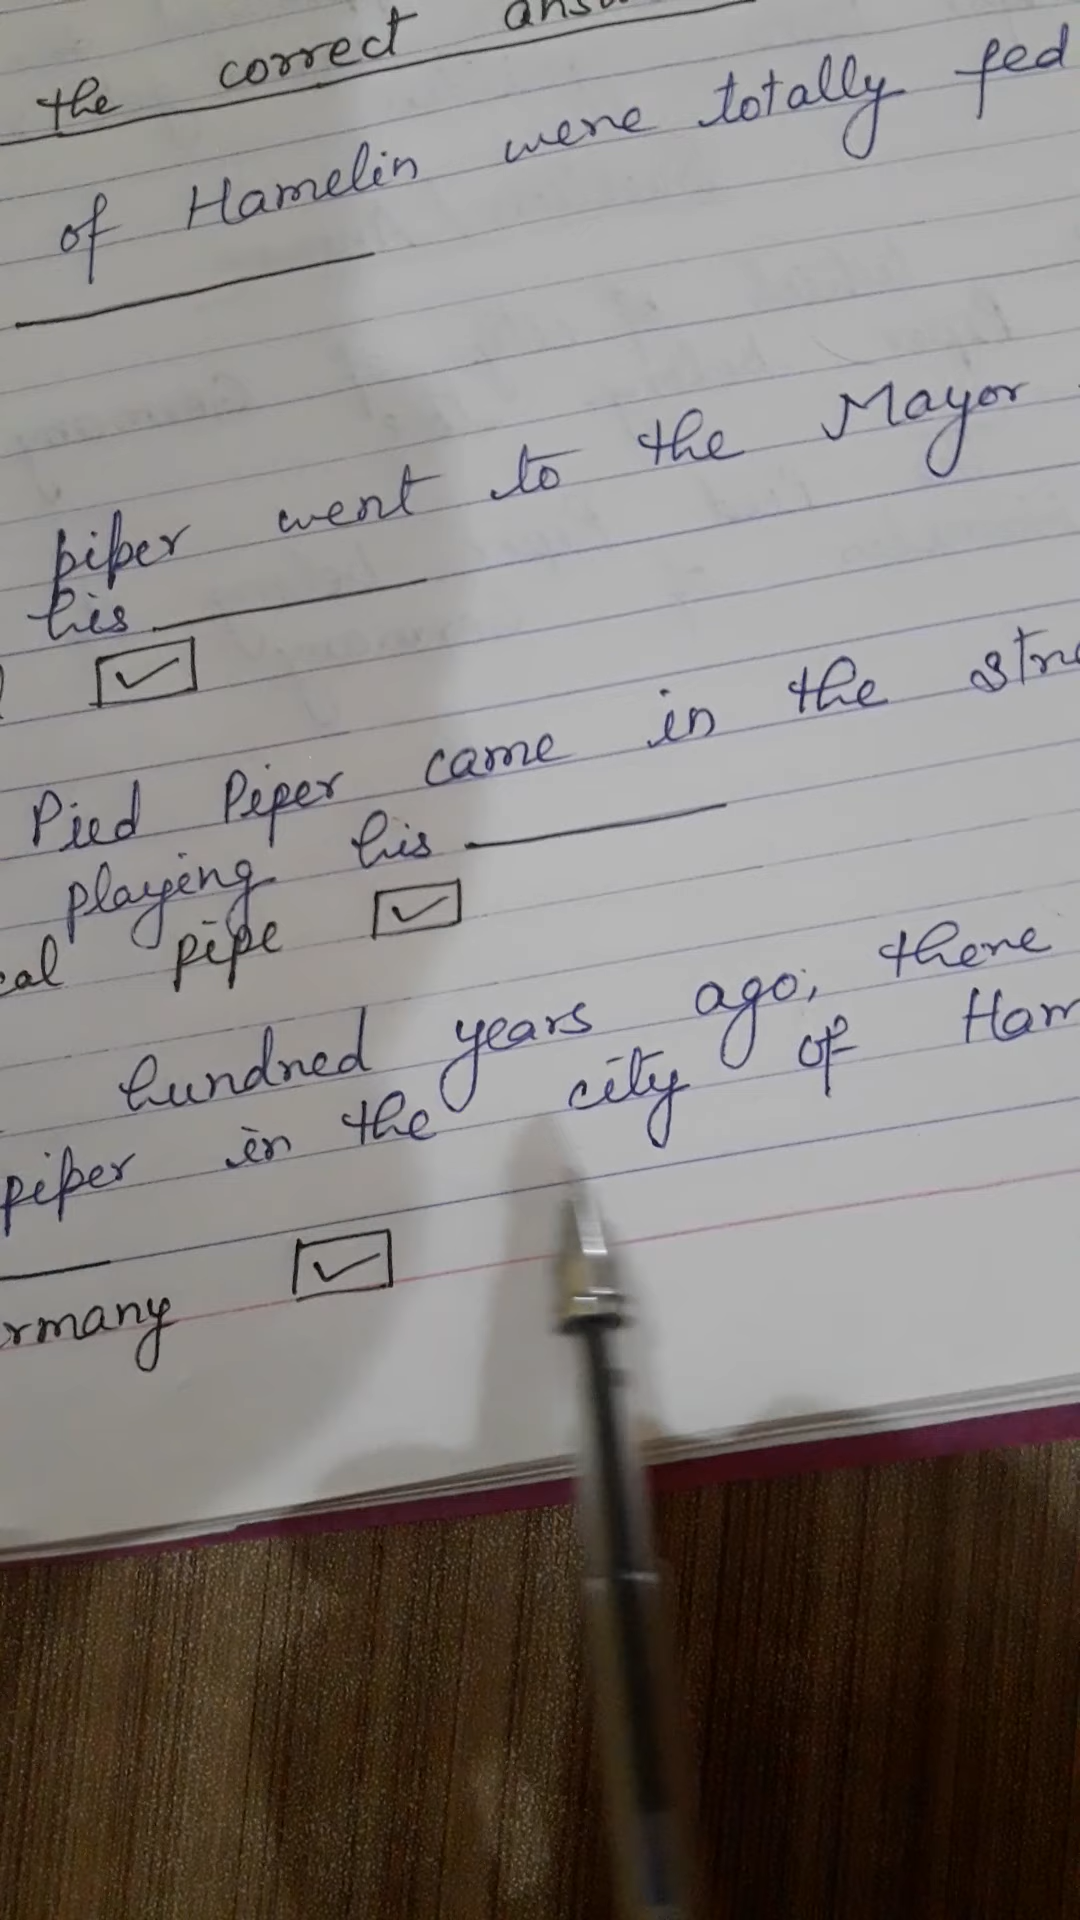 the correct
of Hamelin were totally fed
piper went to the Mayor
his
Pied Piper came in the
playing his
pipe
hundred years ago, there
piper in the city of